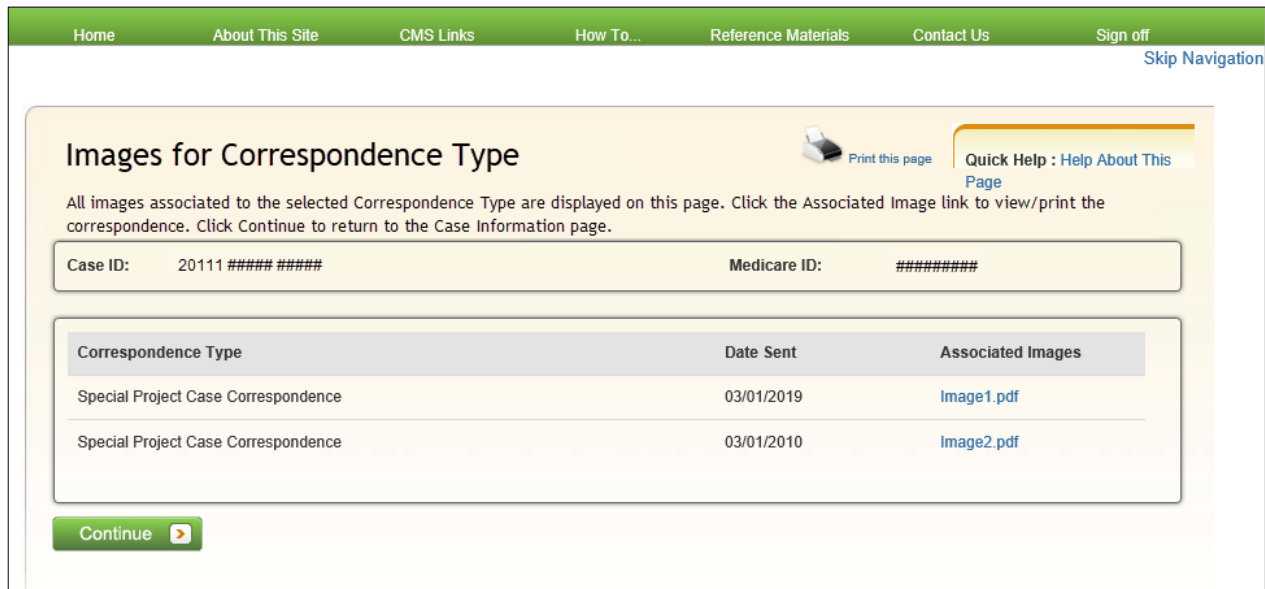 Home About This Site CMS Links How To... Reference Materials Contact Us Sign off
Skip Navigation
Images for Correspondence Type
Print this page
Quick Help : Help About This
Page
All images associated to the selected Correspondence Type are displayed on this page. Click the Associated Image link to view/print the
correspondence. Click Continue to return to the Case Information page.
Case ID: 20111 ##### ##### Medicare ID: #########
Correspondence Type Date Sent Associated Images
Special Project Case Correspondence 03/01/2019 Image1.pdf
Special Project Case Correspondence 03/01/2010 Image2.pdf
Continue